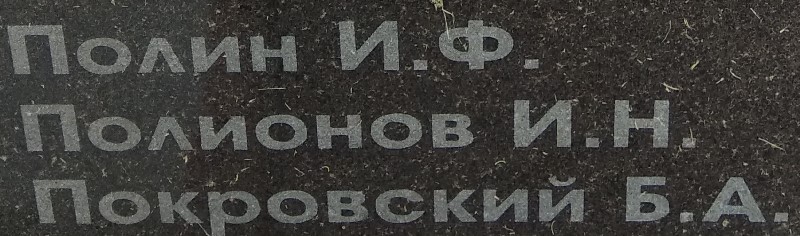 Полин И.Ф.
Полионов И.Н.
Покровский Б.А.